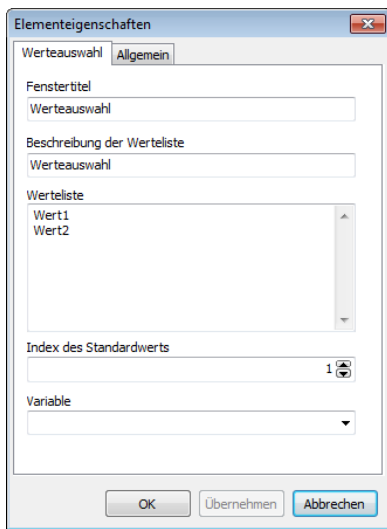 Elementeigenschaften
Werteauswahl Allgemein
Fenstertitel
Werteauswahl
Beschreibung der Werteliste
Werteauswahl
Werteliste
Wert1
Wert2
Index des Standardwerts
1
Variable
OK Übernehmen Abbrechen